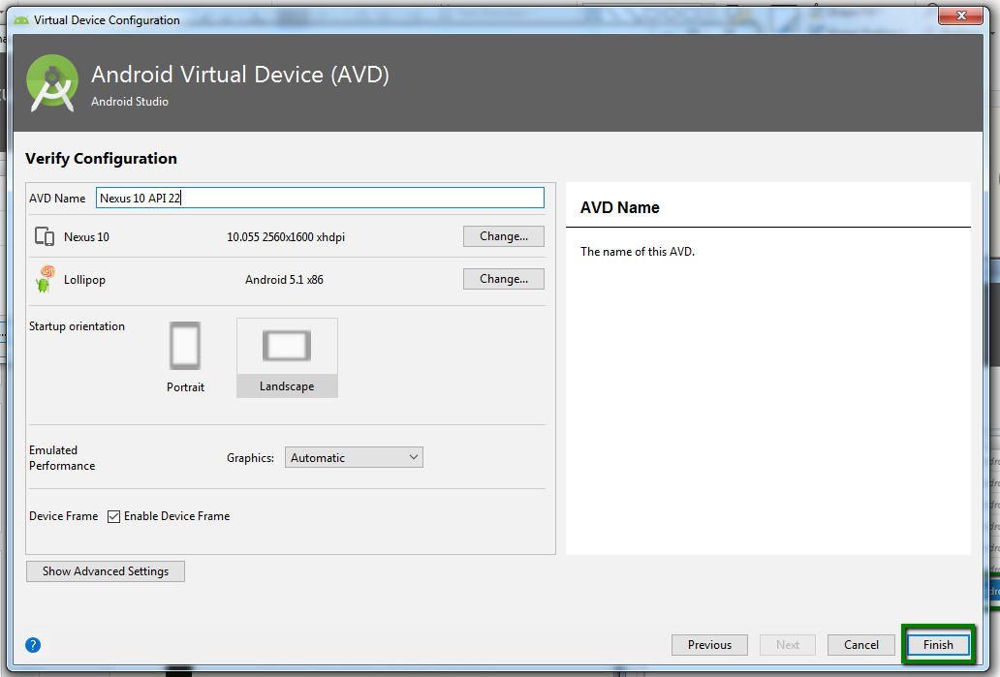 Virtual Device Configuration
Android Virtual Device (AVD)
Android Studio
Verify Configuration
AVD Name Nexus 10 API 22
Nexus 10 10.055 2560x1600 xhdpi Change...
Lollipop Android 5.1 x86 Change...
Startup orientation
Portrait
Landscape
Emulated
Performance
Graphics: Automatic
Device Frame Enable Device Frame
Show Advanced Settings
AVD Name
The name of this AVD.
? Previous Next Cancel Finish